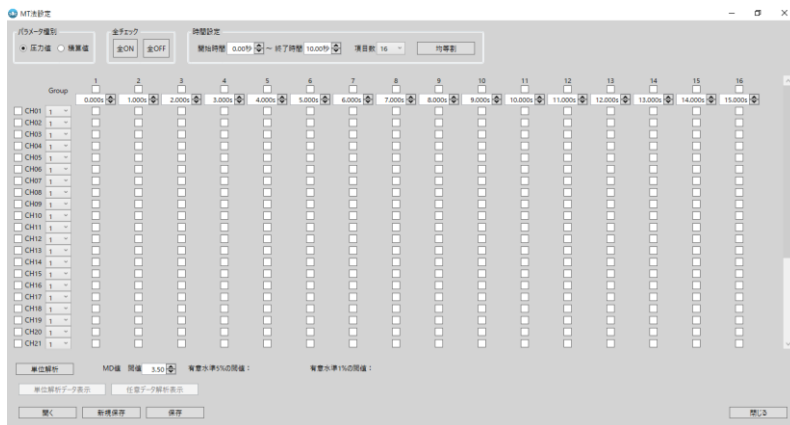 MT法設定
パラメータ種別
全チェック
時間設定
圧力値 積算値
全ON 全OFF
開始時間 0.00秒 ～ 終了時間 10.00秒 項目数 16 均等割
1 2 3 4 5 6 7 8 9 10 11 12 13 14 15 16
Group
0.000s 1.000s 2.000s 3.000s 4.000s 5.000s 6.000s 7.000s 8.000s 9.000s 10.000s 11.000s 12.000s 13.000s 14.000s 15.000s
CH01 1
CH02 1
CH03 1
CH04 1
CH05 1
CH06 1
CH07 1
CH08 1
CH09 1
CH10 1
CH11 1
CH12 1
CH13 1
CH14 1
CH15 1
CH16 1
CH17 1
CH18 1
CH19 1
CH20 1
CH21 1
単位解析 MD値 閾値 3.50 有意水準5%の閾値： 有意水準1%の閾値：
単位解析データ表示 任意データ解析表示
開く 新規保存 保存 閉じる